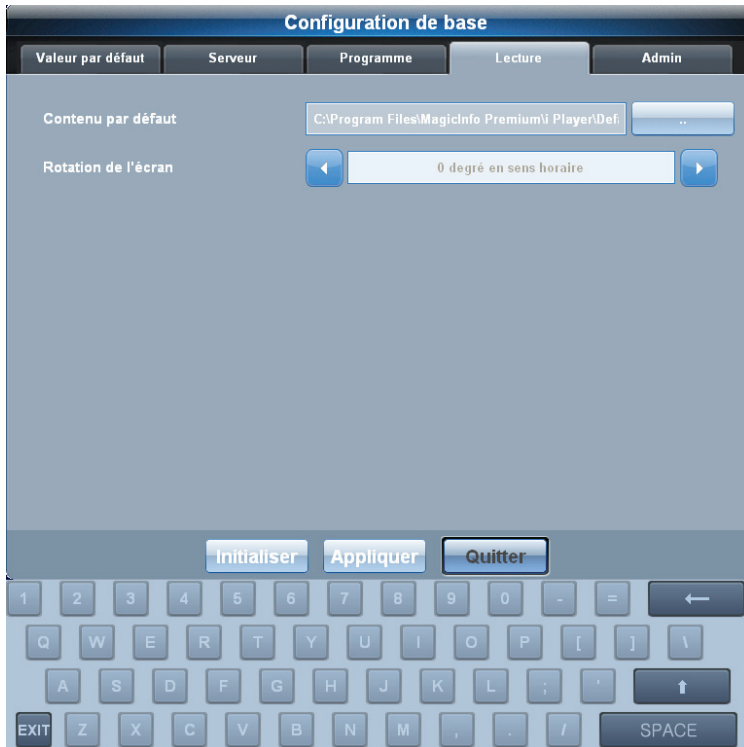 Configuration de base
Valeur par défaut Serveur Programme Lecture Admin
Contenu par défaut C:\Program Files\MagicInfo Premium\i Player\Def: ..
Rotation de l'écran 0 degré en sens horaire
Initialiser Appliquer Quitter
1 2 3 4 5 6 7 8 9 0 - = ←
Q W E R T Y U I O P [ ] \
A S D F G H J K L ; ' ↑
EXIT Z X C V B N M , . / SPACE